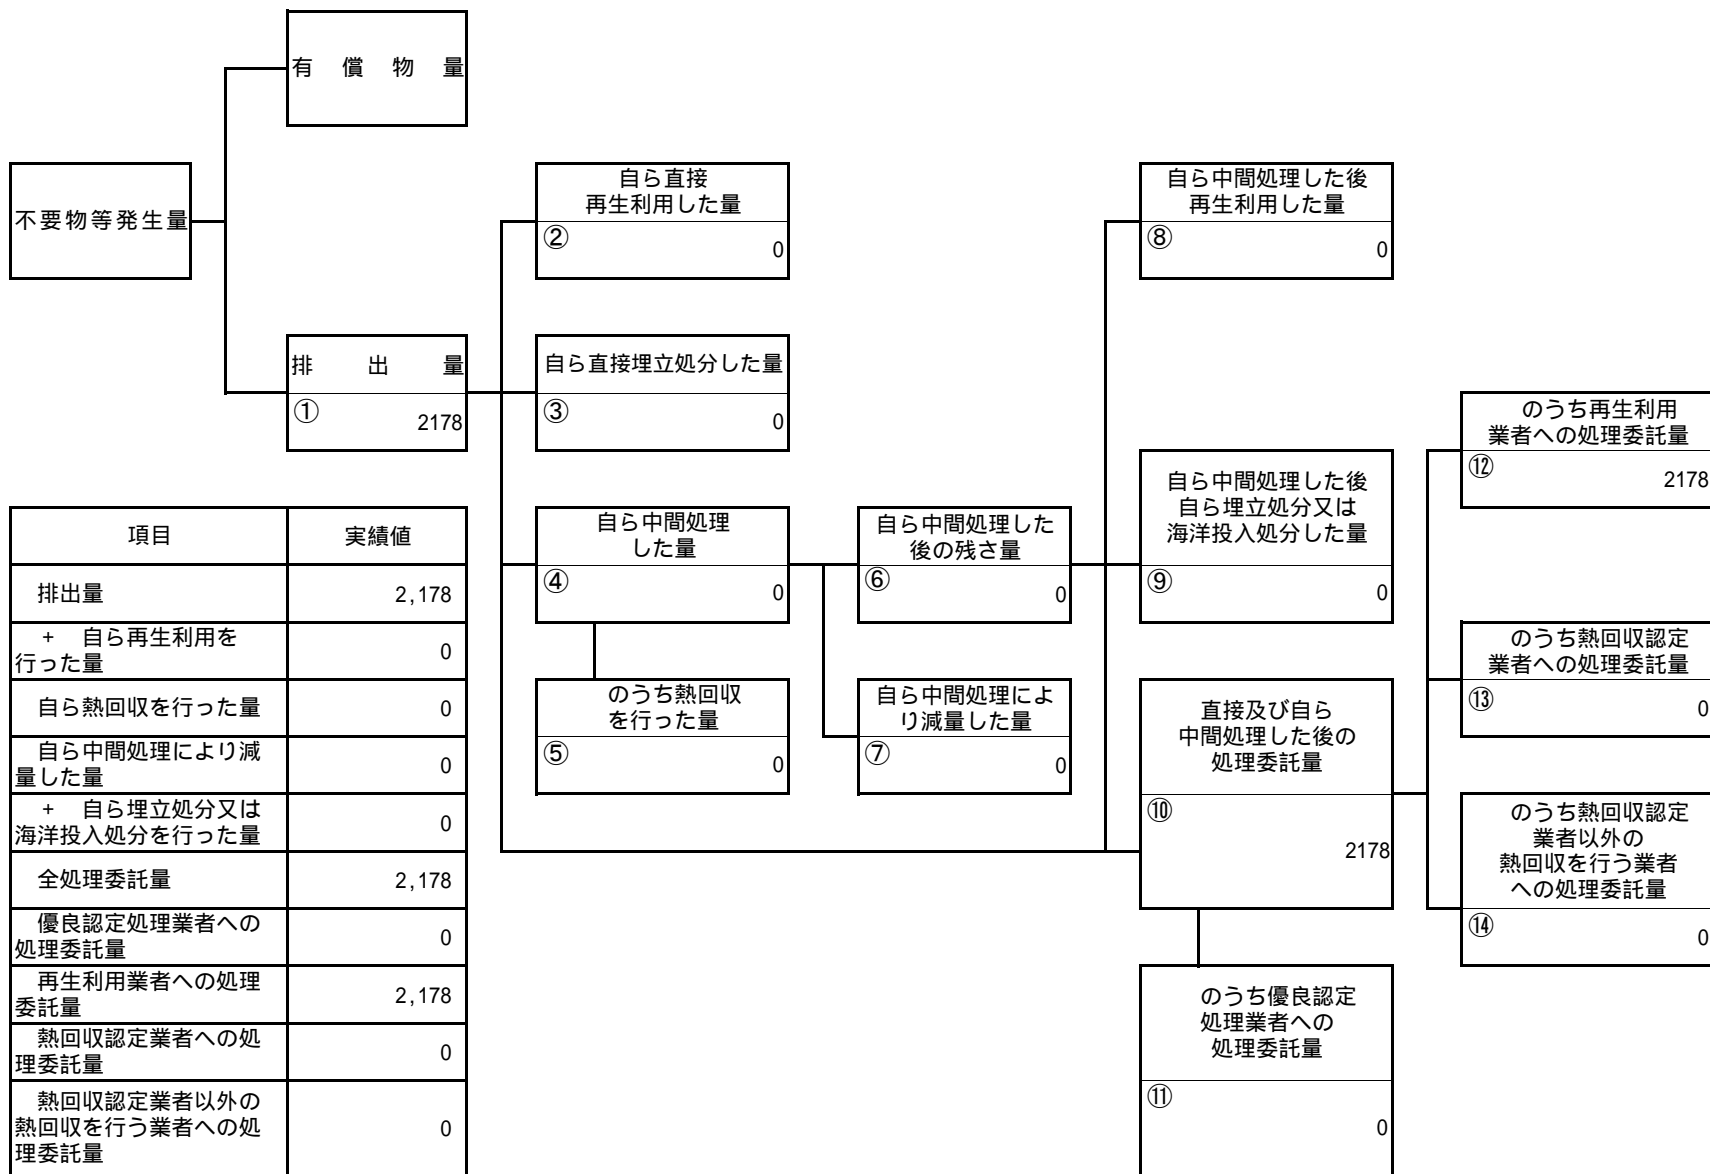 有 償 物 量
不要物等発生量
排 出 量
① 2178
自ら直接
再生利用した量
② 0
自ら直接埋立処分した量
③ 0
自ら中間処理
した量
④ 0
のうち熱回収
を行った量
⑤ 0
自ら中間処理した
後の残さ量
⑥ 0
自ら中間処理によ
り減量した量
⑦ 0
自ら中間処理した後
再生利用した量
⑧ 0
自ら中間処理した後
自ら埋立処分又は
海洋投入処分した量
⑨ 0
直接及び自ら
中間処理した後の
処理委託量
⑩
2178
のうち優良認定
処理業者への
処理委託量
⑪
0
のうち再生利用
業者への処理委託量
⑫ 2178
のうち熱回収認定
業者への処理委託量
⑬ 0
のうち熱回収認定
業者以外の
熱回収を行う業者
への処理委託量
⑭ 0
項目 実績値
排出量 2,178
+ 自ら再生利用を
行った量 0
自ら熱回収を行った量 0
自ら中間処理により減
量した量 0
+ 自ら埋立処分又は
海洋投入処分を行った量 0
全処理委託量 2,178
優良認定処理業者への
処理委託量 0
再生利用業者への処理
委託量 2,178
熱回収認定業者への処
理委託量 0
熱回収認定業者以外の
熱回収を行う業者への処
理委託量 0